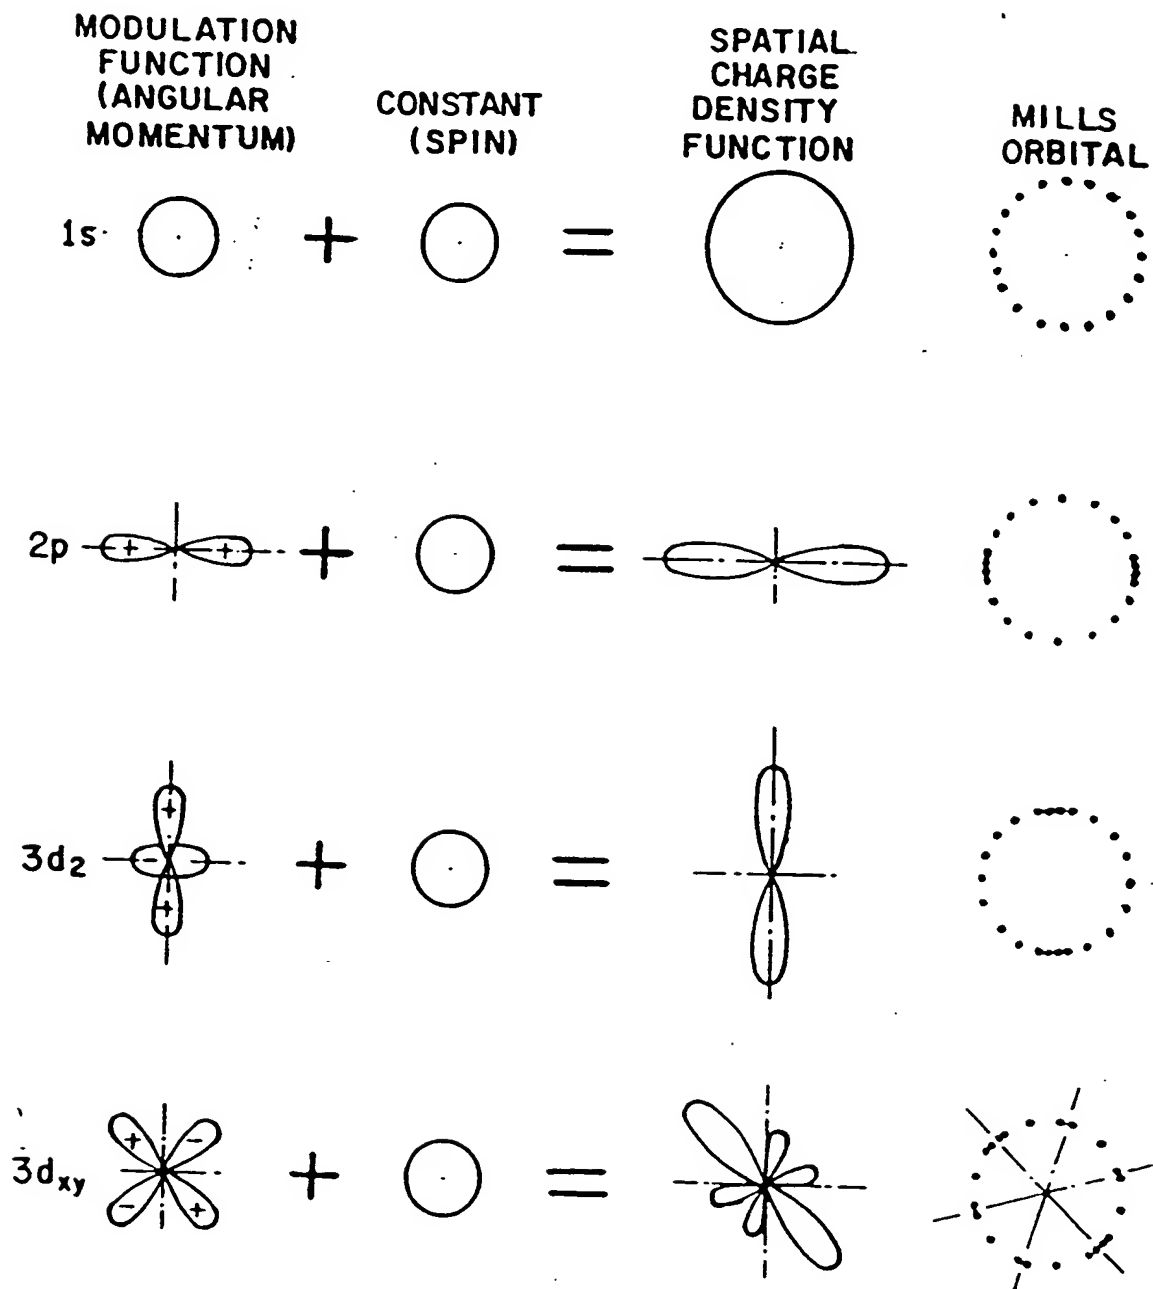 MODULATION
FUNCTION
(ANGULAR
MOMENTUM)
CONSTANT
(SPIN)
SPATIAL
CHARGE
DENSITY
FUNCTION
MILLS
ORBITAL
1s
+
=
2p
+
+
+
=
3d2
+
-
-
+
+
=
3dxy
+
-
-
+
+
=